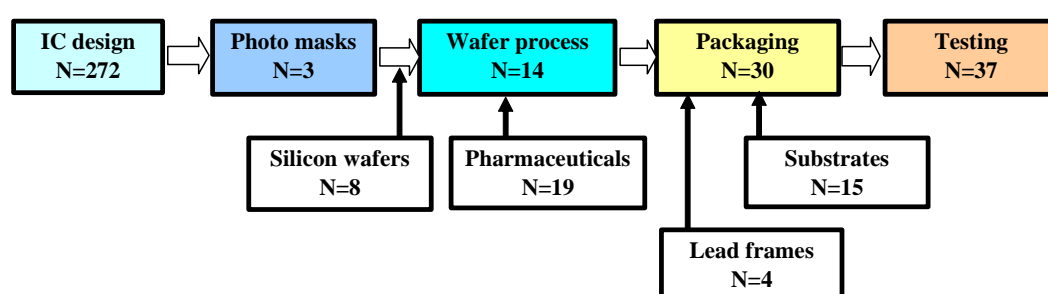 IC design
N=272
Photo masks
N=3
Wafer process
N=14
Packaging
N=30
Testing
N=37
Silicon wafers
N=8
Pharmaceuticals
N=19
Substrates
N=15
Lead frames
N=4